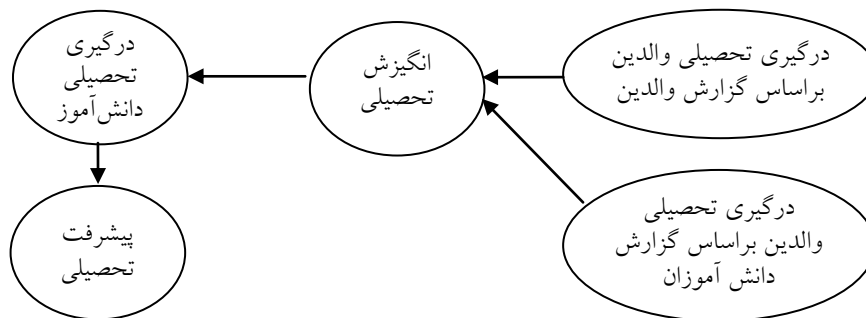 درگیری تحصیلی والدین
براساس گزارش والدین
درگیری تحصیلی
والدین براساس گزارش
دانش آموزان
انگیزش
تحصیلی
درگیری
تحصیلی
دانش‌آموز
پیشرفت
تحصیلی